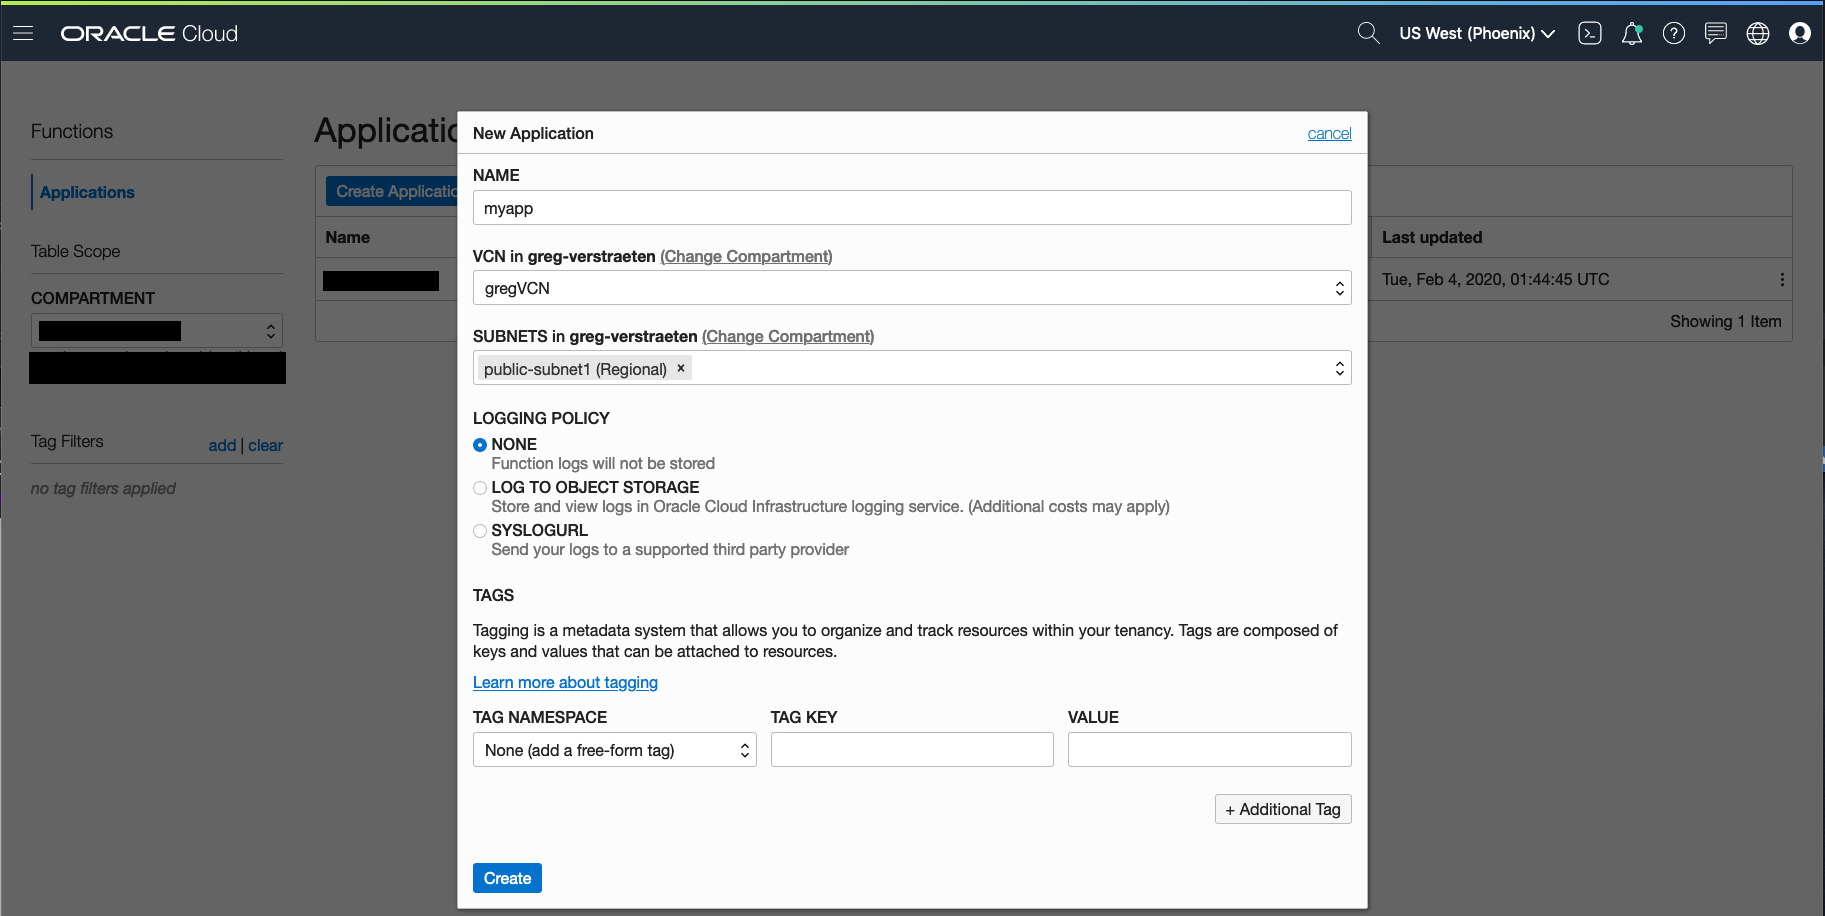 ORACLE Cloud
US West (Phoenix)
Functions
Applications
Table Scope
COMPARTMENT
Tag Filters
add | clear
no tag filters applied
Create
Name
Last updated
Tue, Feb 4, 2020, 01:44:45 UTC
Showing 1 Item
New Application
cancel
NAME
myapp
VCN in greg-verstraeten (Change Compartment)
gregVCN
SUBNETS in greg-verstraeten (Change Compartment)
public-subnet1 (Regional) ×
LOGGING POLICY
NONE
Function logs will not be stored
LOG TO OBJECT STORAGE
Store and view logs in Oracle Cloud Infrastructure logging service. (Additional costs may apply)
SYSLOGURL
Send your logs to a supported third party provider
TAGS
Tagging is a metadata system that allows you to organize and track resources within your tenancy. Tags are composed of
keys and values that can be attached to resources.
Learn more about tagging
TAG NAMESPACE
TAG KEY
VALUE
None (add a free-form tag)
+ Additional Tag
Create